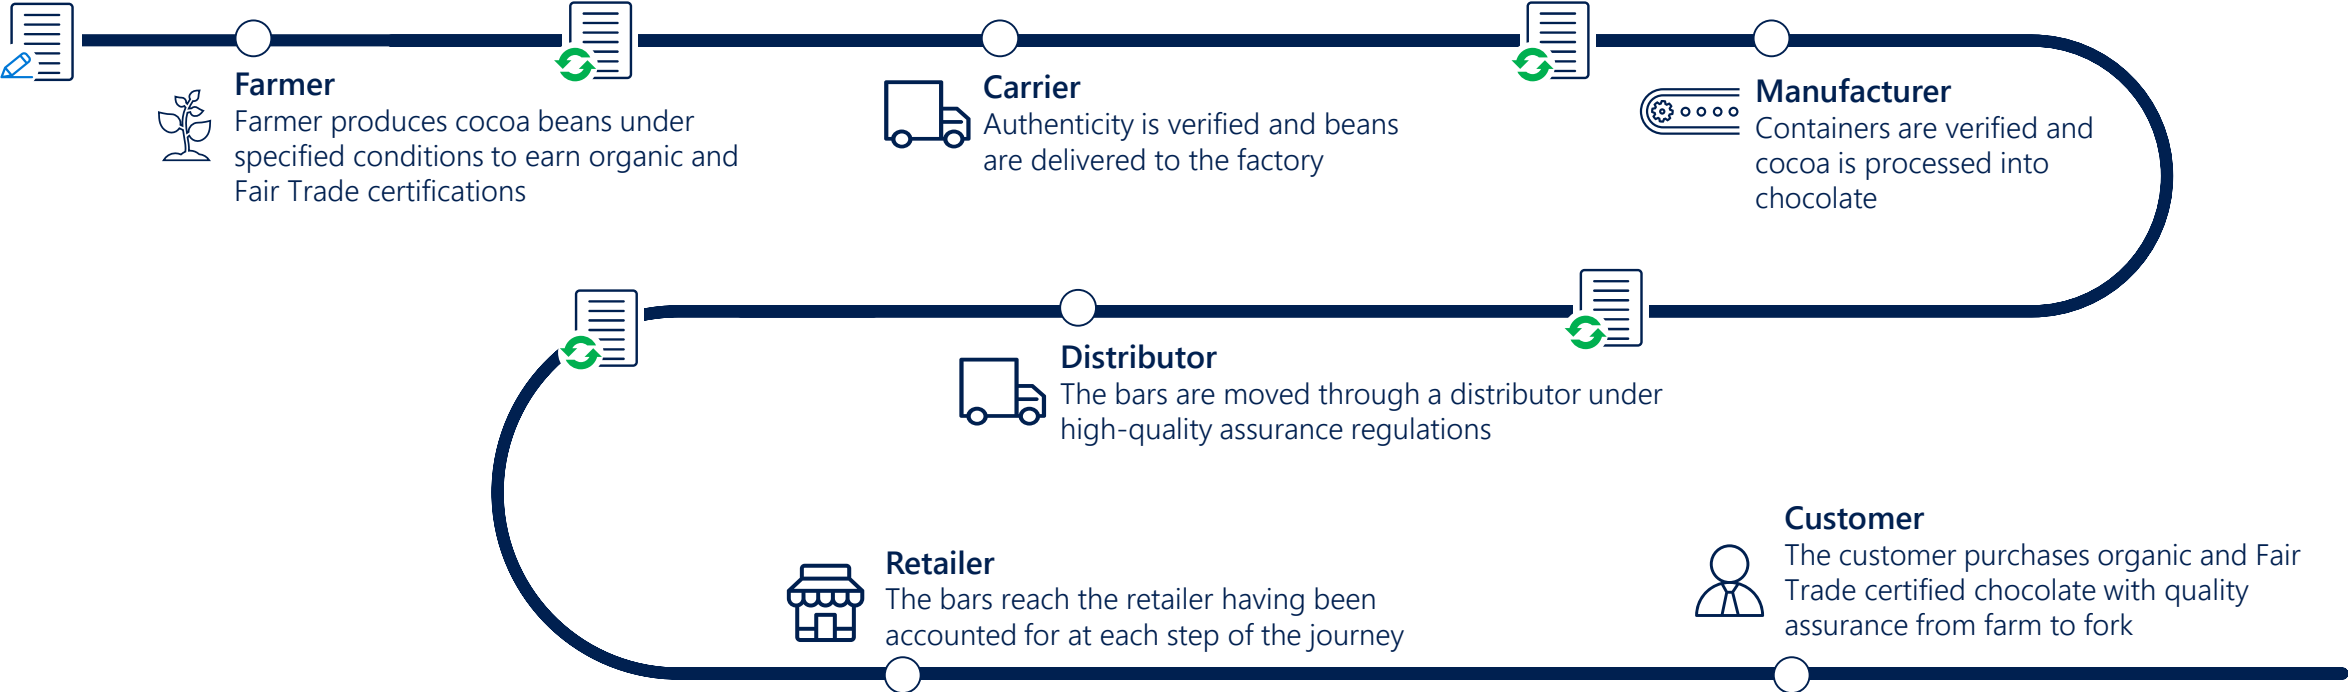 Farmer
Farmer produces cocoa beans under
specified conditions to earn organic and
Fair Trade certifications
Carrier
Authenticity is verified and beans
are delivered to the factory
Manufacturer
Containers are verified and
cocoa is processed into
chocolate
Distributor
The bars are moved through a distributor under
high-quality assurance regulations
Retailer
The bars reach the retailer having been
accounted for at each step of the journey
Customer
The customer purchases organic and Fair
Trade certified chocolate with quality
assurance from farm to fork